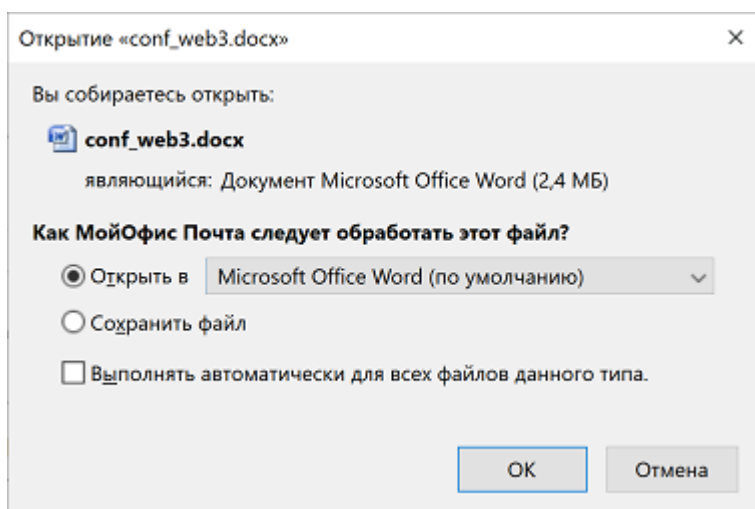 Открытие «conf_web3.docx»
Вы собираетесь открыть:
conf_web3.docx
являющийся: Документ Microsoft Office Word (2,4 МБ)
Как МойОфис Почта следует обработать этот файл?
Открыть в Microsoft Office Word (по умолчанию)
Сохранить файл
Выполнять автоматически для всех файлов данного типа.
ОК Отмена